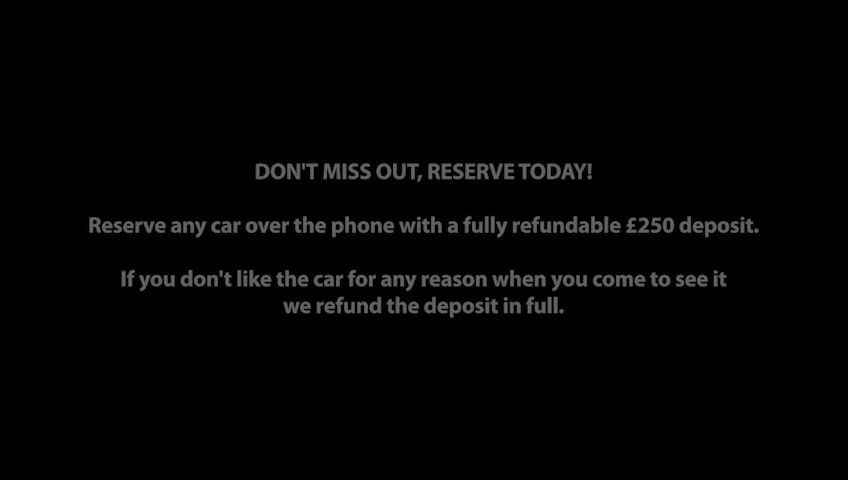 DON'T MISS OUT, RESERVE TODAY!
Reserve any car over the phone with a fully refundable £250 deposit.
If you don't like the car for any reason when you come to see it
we refund the deposit in full.